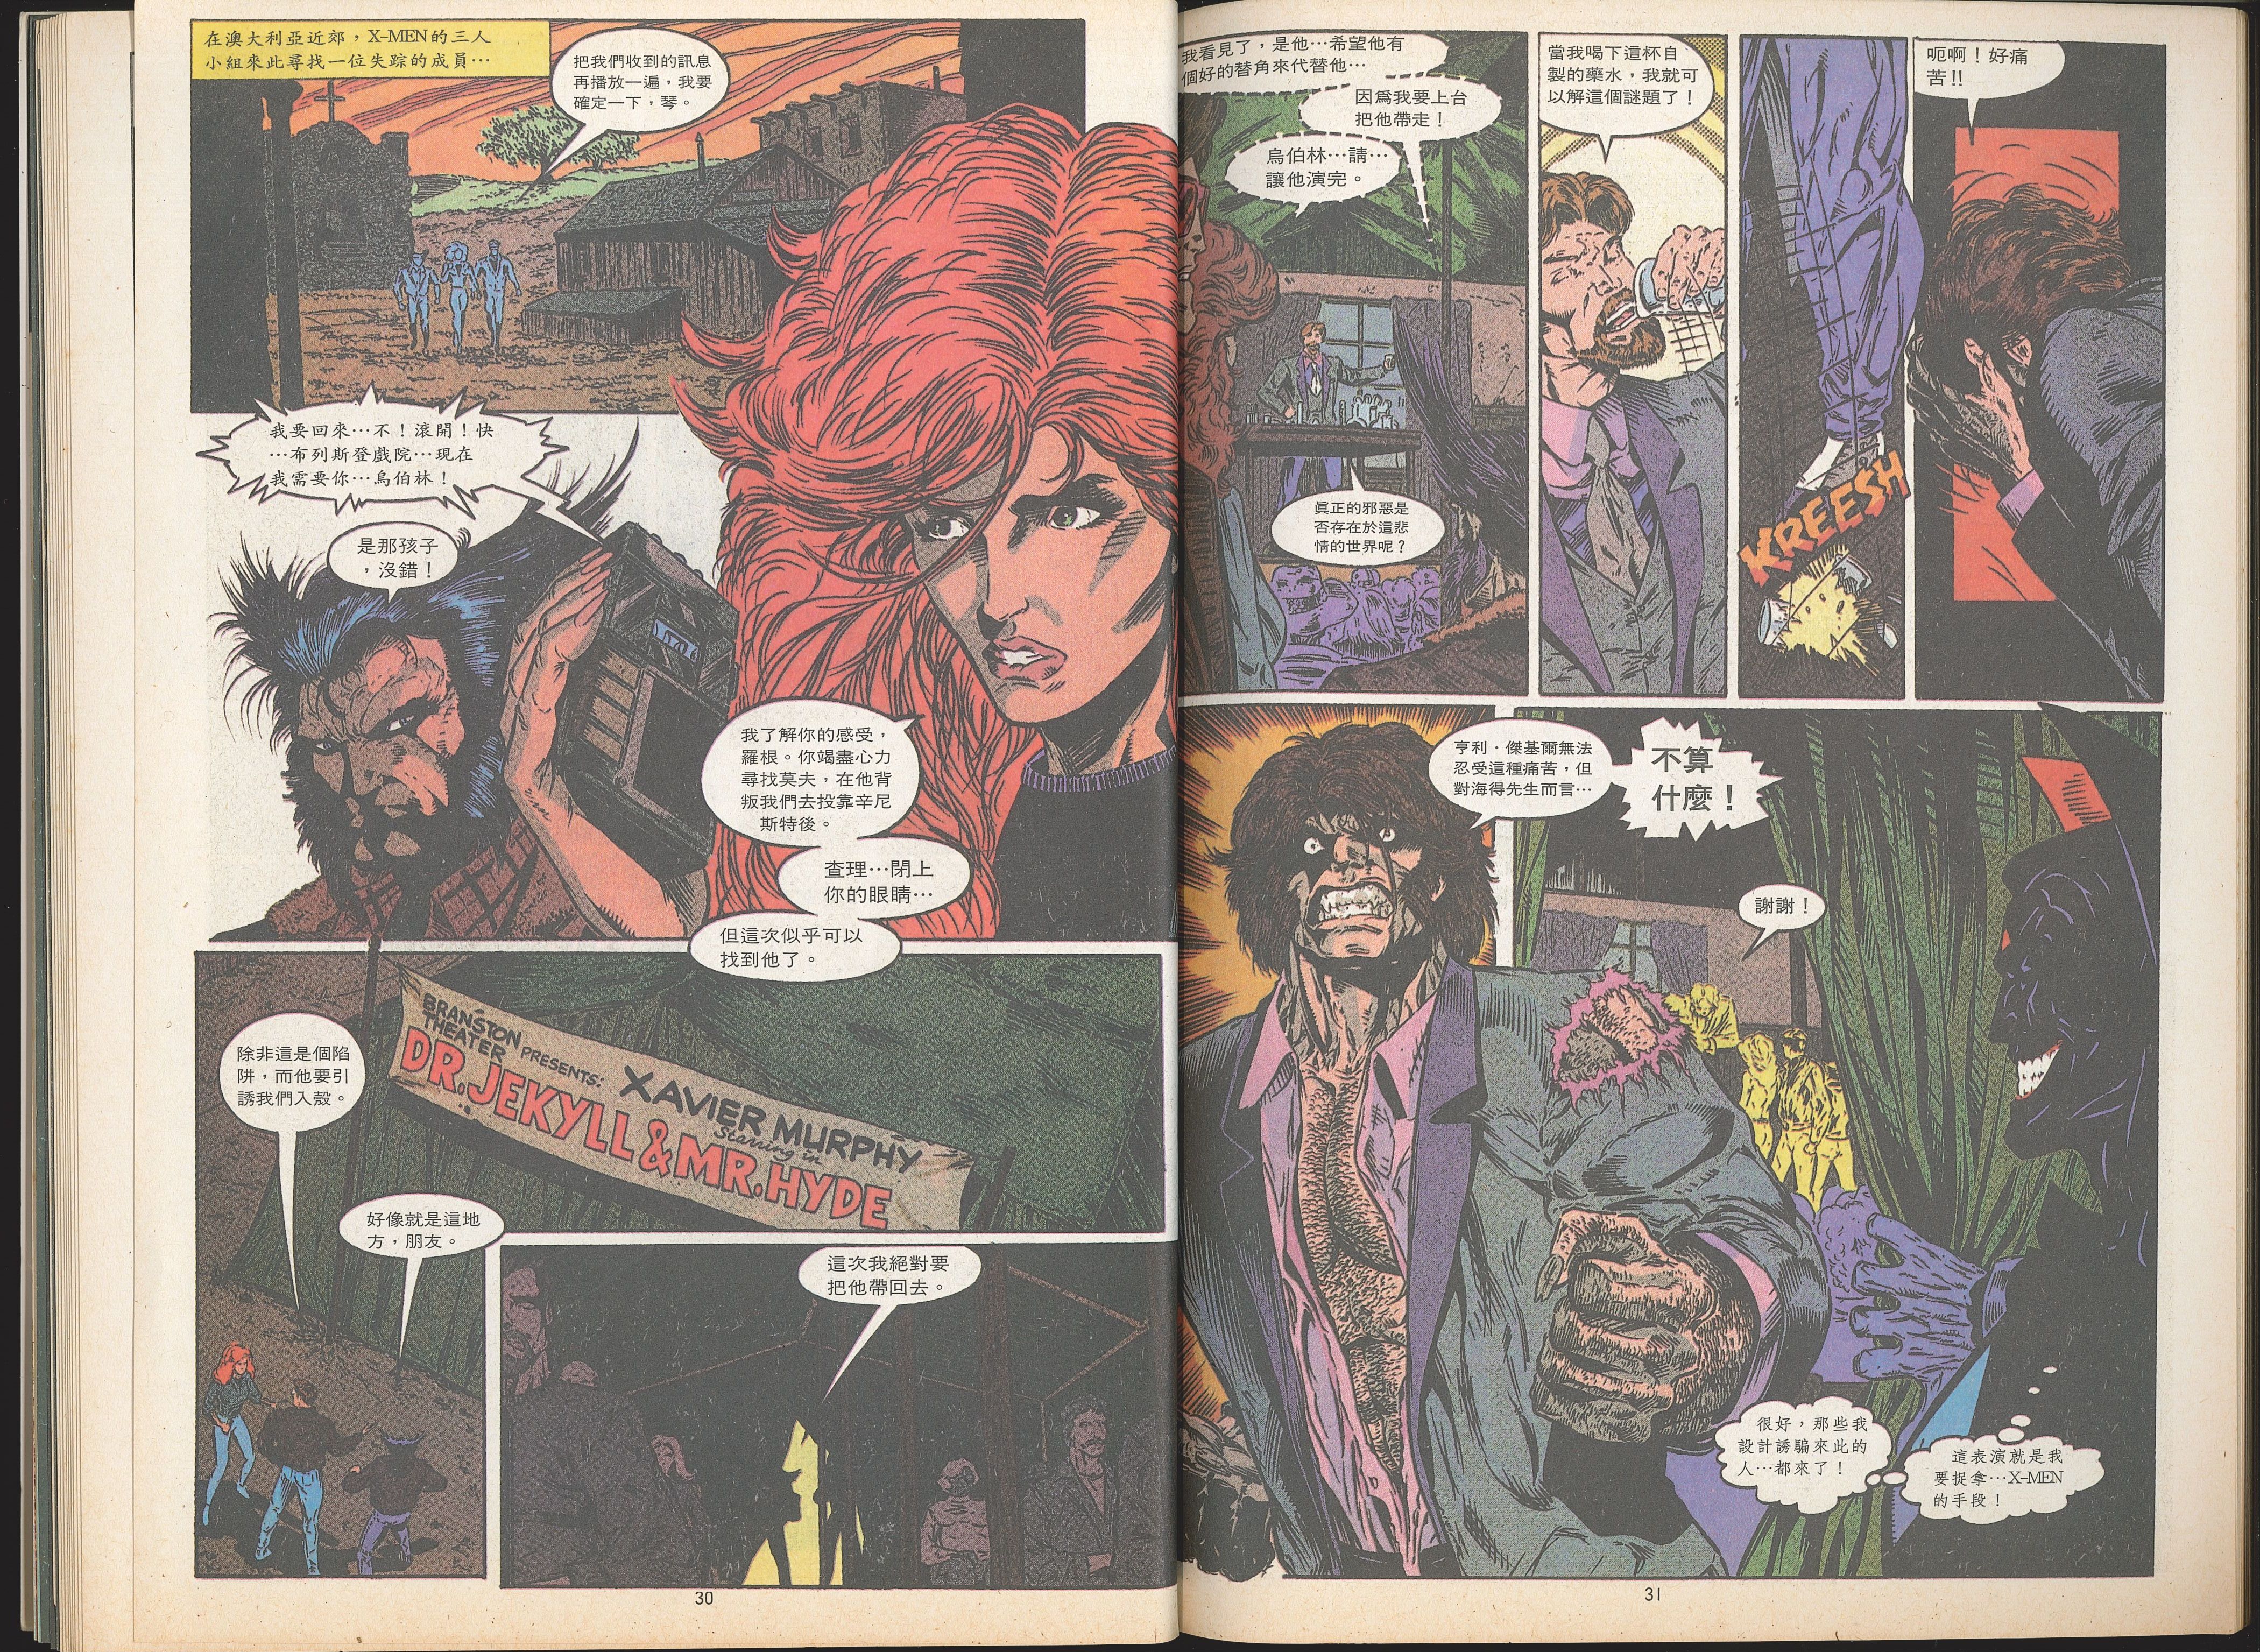 在澳大利亞近郊，X-MEN的三人
小組來此尋找一位失踪的成員…
把我們收到的訊息
再播放一遍，我要
確定一下，琴。
我要回來…不！滾開！快
…布列斯登戲院…現在
我需要你…烏伯林！
是那孩子
，沒錯！
我了解你的感受，
羅根。你竭盡心力
尋找莫夫，在他背
叛我們去投靠辛尼
斯特後。
查理…閉上
你的眼睛…
但這次似乎可以
找到他了。
BRANSTON
THEATER PRESENTS:
XAVIER MURPHY
Starring in
DR. JEKYLL & MR. HYDE
除非這是個陷
阱，而他要引
誘我們入殼。
好像就是這地
方，朋友。
這次我絕對要
把他帶回去。
30
我看見了，是他…希望他有
個好的替角來代替他…
因爲我要上台
把他帶走！
烏伯林…請…
讓他演完。
眞正的邪惡是
否存在於這悲
情的世界呢？
當我喝下這杯自
製的藥水，我就可
以解這個謎題了！
KREESH
呃啊！好痛
苦!!
亨利·傑基爾無法
忍受這種痛苦，但
對海得先生而言…
不算
什麼！
謝謝！
很好，那些我
設計誘騙來此的
人…都來了！
這表演就是我
要捉拿…X-MEN
的手段！
31